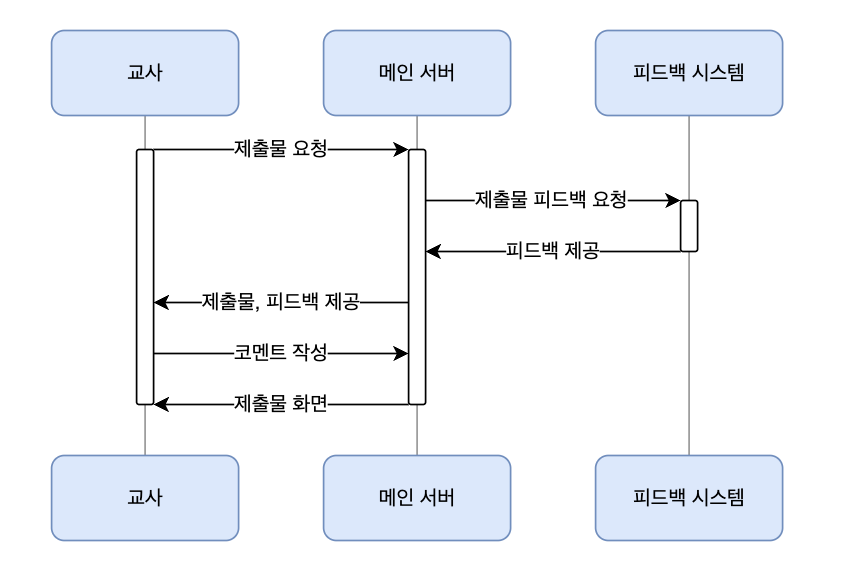 교사
메인 서버
피드백 시스템
제출물 요청
제출물 피드백 요청
피드백 제공
제출물, 피드백 제공
코멘트 작성
제출물 화면
교사
메인 서버
피드백 시스템